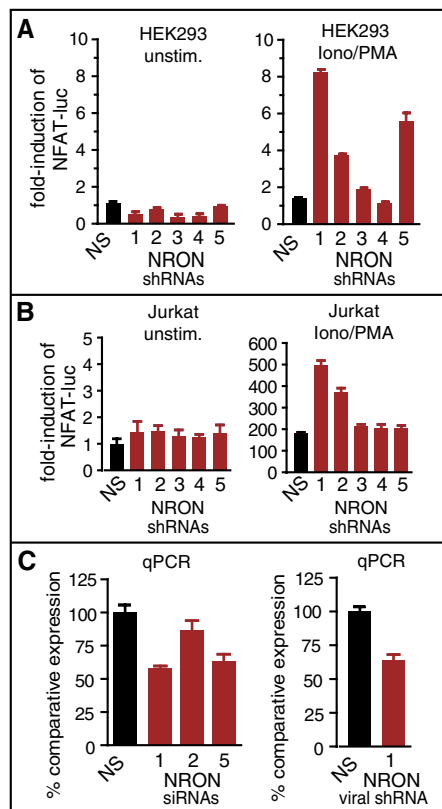 A
HEK293
unstim.
HEK293
Iono/PMA
fold-induction of
NFAT-luc
10
8
6
4
2
0
10
8
6
4
2
0
NS 1 2 3 4 5
NS 1 2 3 4 5
NRON
shRNAs
NRON
shRNAs
B
Jurkat
unstim.
Jurkat
Iono/PMA
fold-induction of
NFAT-luc
5
4
3
2
1
0
600
500
400
300
200
100
0
NS 1 2 3 4 5
NS 1 2 3 4 5
NRON
shRNAs
NRON
shRNAs
C
qPCR
qPCR
% comparative expression
125
100
75
50
25
0
% comparative expression
125
100
75
50
25
0
NS 1 2 5
NS 1
NRON
siRNAs
NRON
viral shRNA